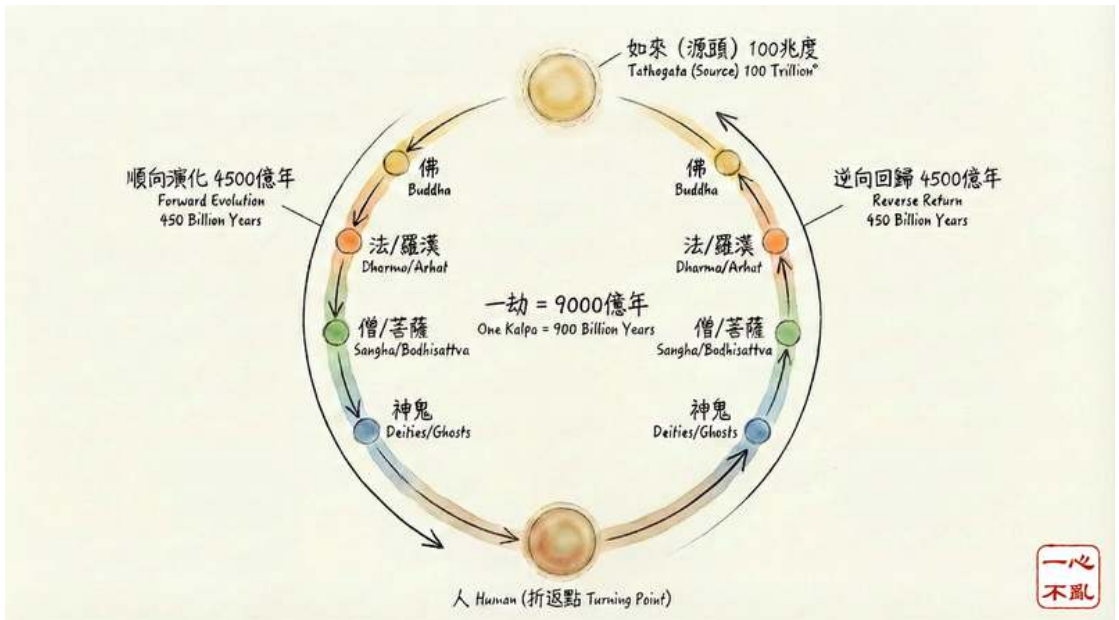 如來（源頭）100兆度
Tathogata (Source) 100 Trillion°
順向演化 4500億年
Forward Evolution
450 Billion Years
佛
Buddha
法/羅漢
Dharma/Arhat
僧/菩薩
Sangha/Bodhisattva
神鬼
Deities/Ghosts
一劫 = 9000億年
One Kalpa = 900 Billion Years
佛
Buddha
法/羅漢
Dharma/Arhat
僧/菩薩
Sangha/Bodhisattva
神鬼
Deities/Ghosts
逆向回歸 4500億年
Reverse Return
450 Billion Years
人 Human (折返點 Turning Point)
一心
不亂